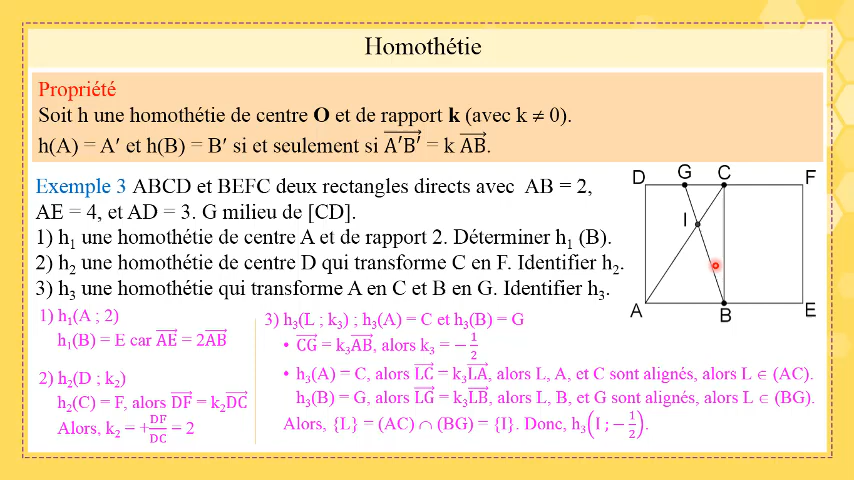 Homothétie
Propriété
Soit h une homothétie de centre O et de rapport k (avec k ≠ 0).
h(A) = A′ et h(B) = B′ si et seulement si A′B′⃗ = k AB⃗.
Exemple 3 ABCD et BEFC deux rectangles directs avec AB = 2,
AE = 4, et AD = 3. G milieu de [CD].
1) h₁ une homothétie de centre A et de rapport 2. Déterminer h₁ (B).
2) h₂ une homothétie de centre D qui transforme C en F. Identifier h₂.
3) h₃ une homothétie qui transforme A en C et B en G. Identifier h₃.
D G C F
I
A B E
1) h₁(A ; 2)
h₁(B) = E car AE⃗ = 2AB⃗
2) h₂(D ; k₂)
h₂(C) = F, alors DF⃗ = k₂DC⃗
Alors, k₂ = +DF/DC = 2
3) h₃(L ; k₃) ; h₃(A) = C et h₃(B) = G
• CG⃗ = k₃AB⃗, alors k₃ = −1/2
• h₃(A) = C, alors LC⃗ = k₃LA⃗, alors L, A, et C sont alignés, alors L ∈ (AC).
h₃(B) = G, alors LG⃗ = k₃LB⃗, alors L, B, et G sont alignés, alors L ∈ (BG).
Alors, {L} = (AC) ∩ (BG) = {I}. Donc, h₃(I ; −1/2).